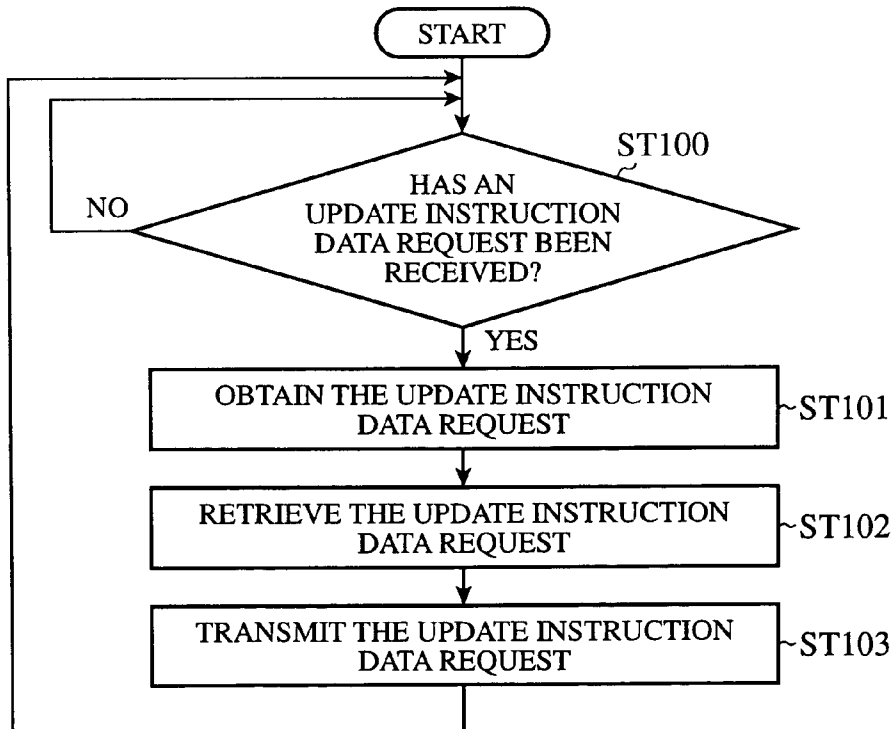 START
ST100
HAS AN
UPDATE INSTRUCTION
DATA REQUEST BEEN
RECEIVED?
NO
YES
OBTAIN THE UPDATE INSTRUCTION
DATA REQUEST
ST101
RETRIEVE THE UPDATE INSTRUCTION
DATA REQUEST
ST102
TRANSMIT THE UPDATE INSTRUCTION
DATA REQUEST
ST103